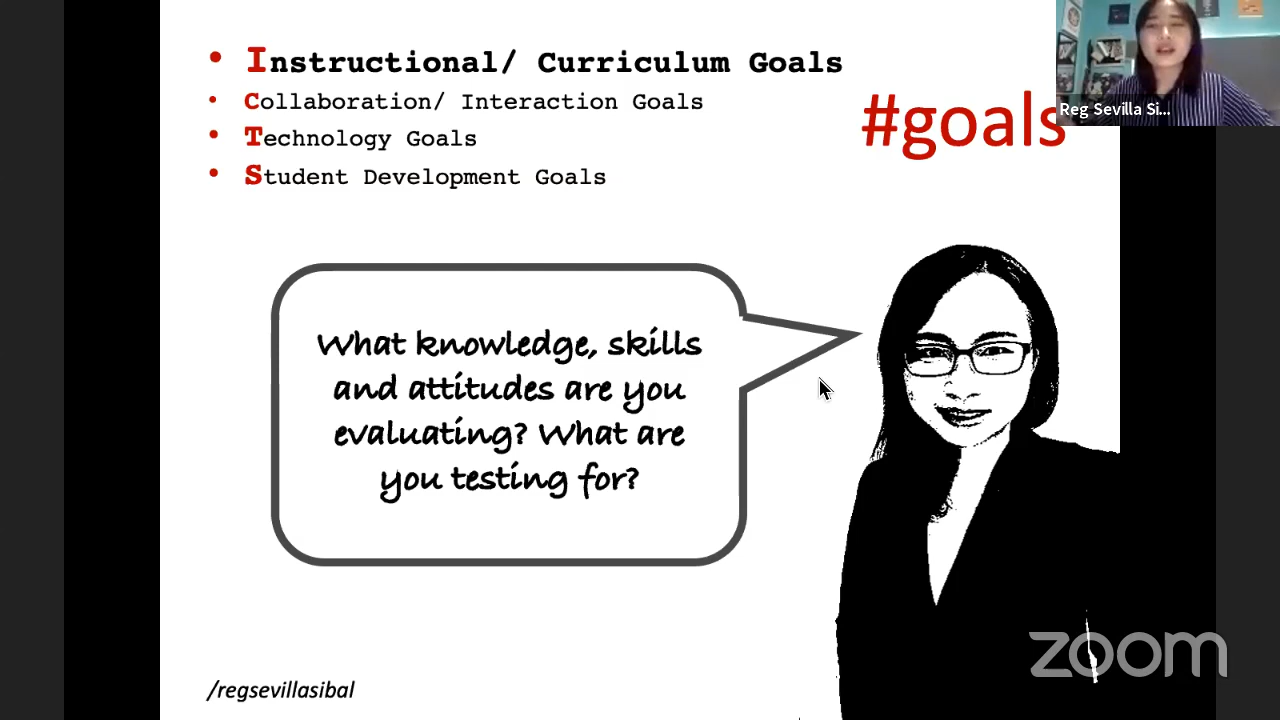 • Instructional/ Curriculum Goals
• Collaboration/ Interaction Goals
• Technology Goals
• Student Development Goals
#goals
Reg Sevilla Si...
What knowledge, skills
and attitudes are you
evaluating? What are
you testing for?
zoom
/regsevillasibal